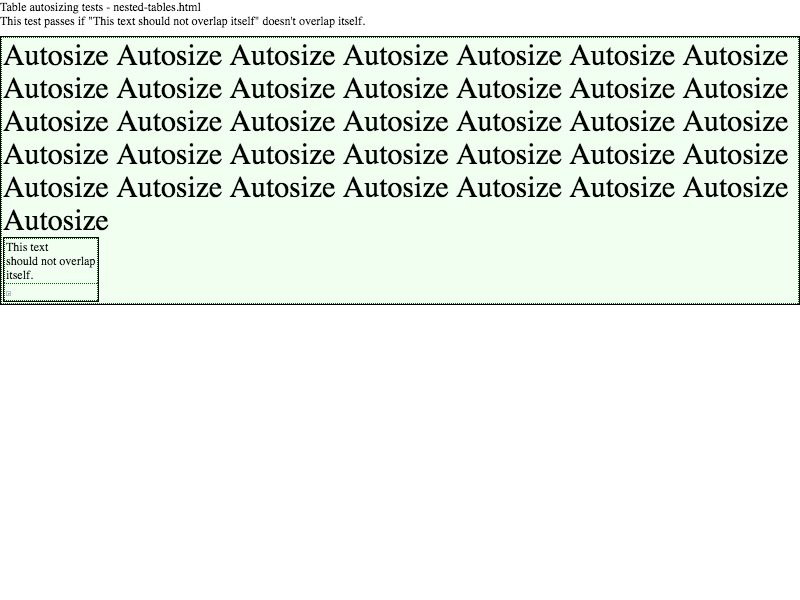 Table autosizing tests - nested-tables.html
This test passes if "This text should not overlap itself" doesn't overlap itself.
Autosize Autosize Autosize Autosize Autosize Autosize Autosize
Autosize Autosize Autosize Autosize Autosize Autosize Autosize
Autosize Autosize Autosize Autosize Autosize Autosize Autosize
Autosize Autosize Autosize Autosize Autosize Autosize Autosize
Autosize Autosize Autosize Autosize Autosize Autosize Autosize
Autosize
This text
should not overlap
itself.